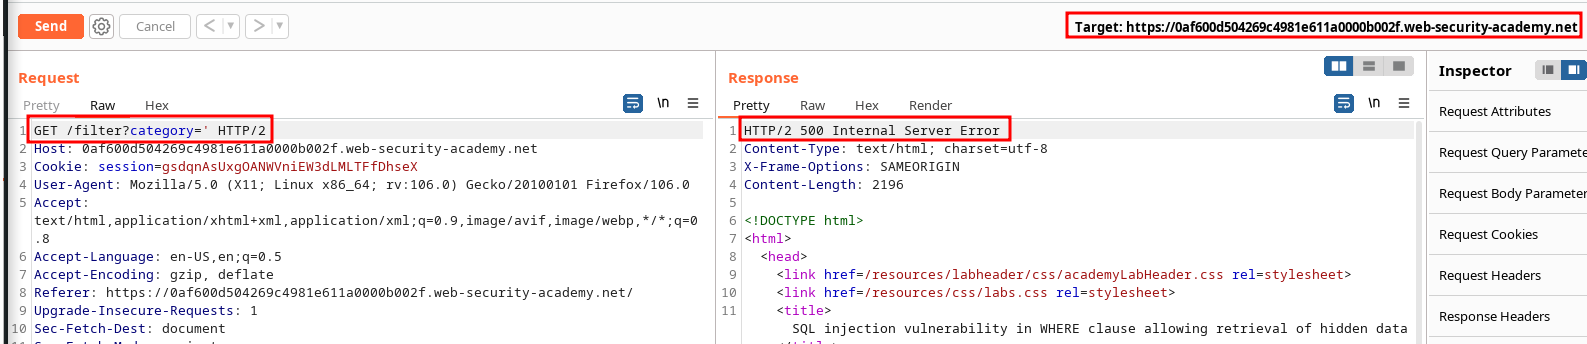 Send
Cancel
<
>
Target: https://0af600d504269c4981e611a0000b002f.web-security-academy.net
Request
Pretty
Raw
Hex
\n
1 GET /filter?category=' HTTP/2
2 Host: 0af600d504269c4981e611a0000b002f.web-security-academy.net
3 Cookie: session=gsdqnAsUxgOANWVniEW3dLMLTFfDhseX
4 User-Agent: Mozilla/5.0 (X11; Linux x86_64; rv:106.0) Gecko/20100101 Firefox/106.0
5 Accept:
text/html,application/xhtml+xml,application/xml;q=0.9,image/avif,image/webp,*/*;q=0
.8
6 Accept-Language: en-US,en;q=0.5
7 Accept-Encoding: gzip, deflate
8 Referer: https://0af600d504269c4981e611a0000b002f.web-security-academy.net/
9 Upgrade-Insecure-Requests: 1
10 Sec-Fetch-Dest: document
Response
Pretty
Raw
Hex
Render
\n
1 HTTP/2 500 Internal Server Error
2 Content-Type: text/html; charset=utf-8
3 X-Frame-Options: SAMEORIGIN
4 Content-Length: 2196
5
6 <!DOCTYPE html>
7 <html>
8 <head>
9 <link href=/resources/labheader/css/academyLabHeader.css rel=stylesheet>
10 <link href=/resources/css/labs.css rel=stylesheet>
11 <title>
SQL injection vulnerability in WHERE clause allowing retrieval of hidden data
Inspector
Request Attributes
Request Query Paramete
Request Body Parameter
Request Cookies
Request Headers
Response Headers